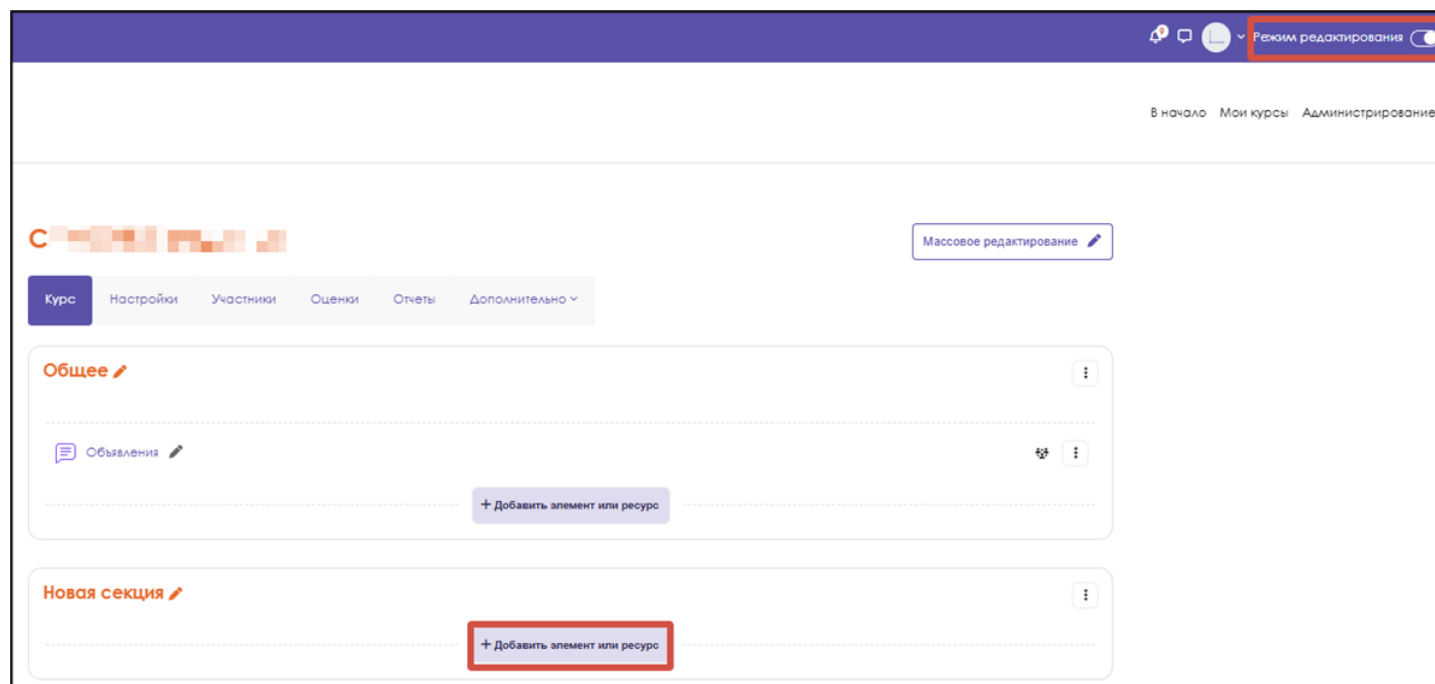 Режим редактирования
В начало Мои курсы Администрирование
С
Массовое редактирование
Курс Настройки Участники Оценки Отчеты Дополнительно
Общее
Объявления
+ Добавить элемент или ресурс
Новая секция
+ Добавить элемент или ресурс